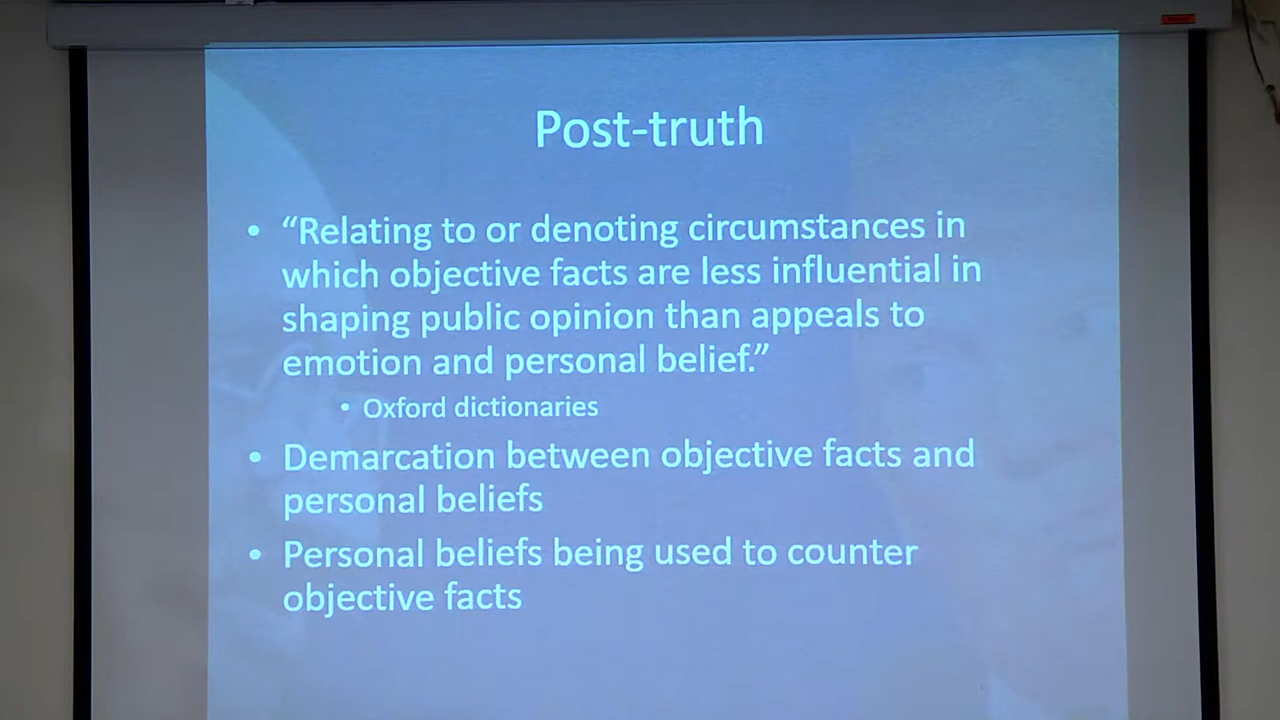 Post-truth
• “Relating to or denoting circumstances in
which objective facts are less influential in
shaping public opinion than appeals to
emotion and personal belief.”
• Oxford dictionaries
• Demarcation between objective facts and
personal beliefs
• Personal beliefs being used to counter
objective facts